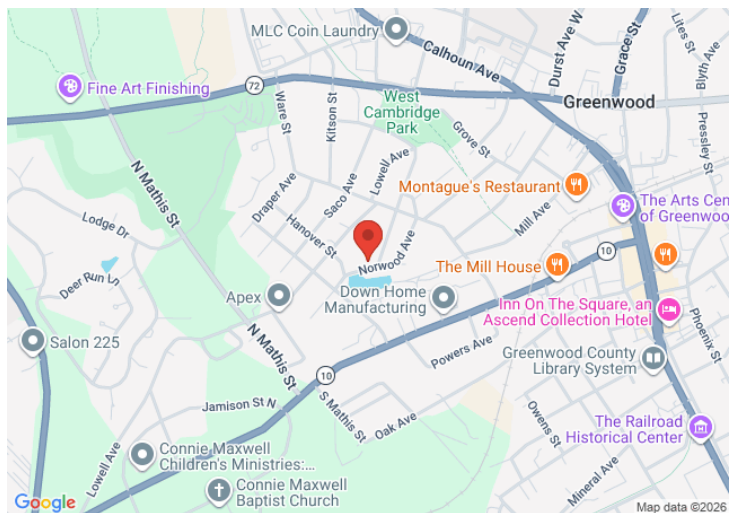 MLC Coin Laundry
Calhoun Ave
Durst Ave W
Grace St
Lites St
Blyth Ave
Fine Art Finishing
72
Ware St
Kitson St
West
Cambridge
Park
Greenwood
Pressley St
Grove St
N Mathis St
Lowell Ave
Saco Ave
Draper Ave
Montague's Restaurant
The Arts Cen
of Greenwood
Mill Ave
Lodge Dr
Hanover St
Norwood Ave
10
The Mill House
Deer Run Ln
Apex
Down Home
Manufacturing
Inn On The Square, an
Ascend Collection Hotel
Phoenix St
Salon 225
N Mathis St
Powers Ave
Greenwood County
Library System
10
Jamison St N
S Mathis St
Oak Ave
Owens St
The Railroad
Historical Center
Lowell Ave
Connie Maxwell
Children's Ministries:...
Connie Maxwell
Baptist Church
Mineral Ave
Google
Map data ©2026